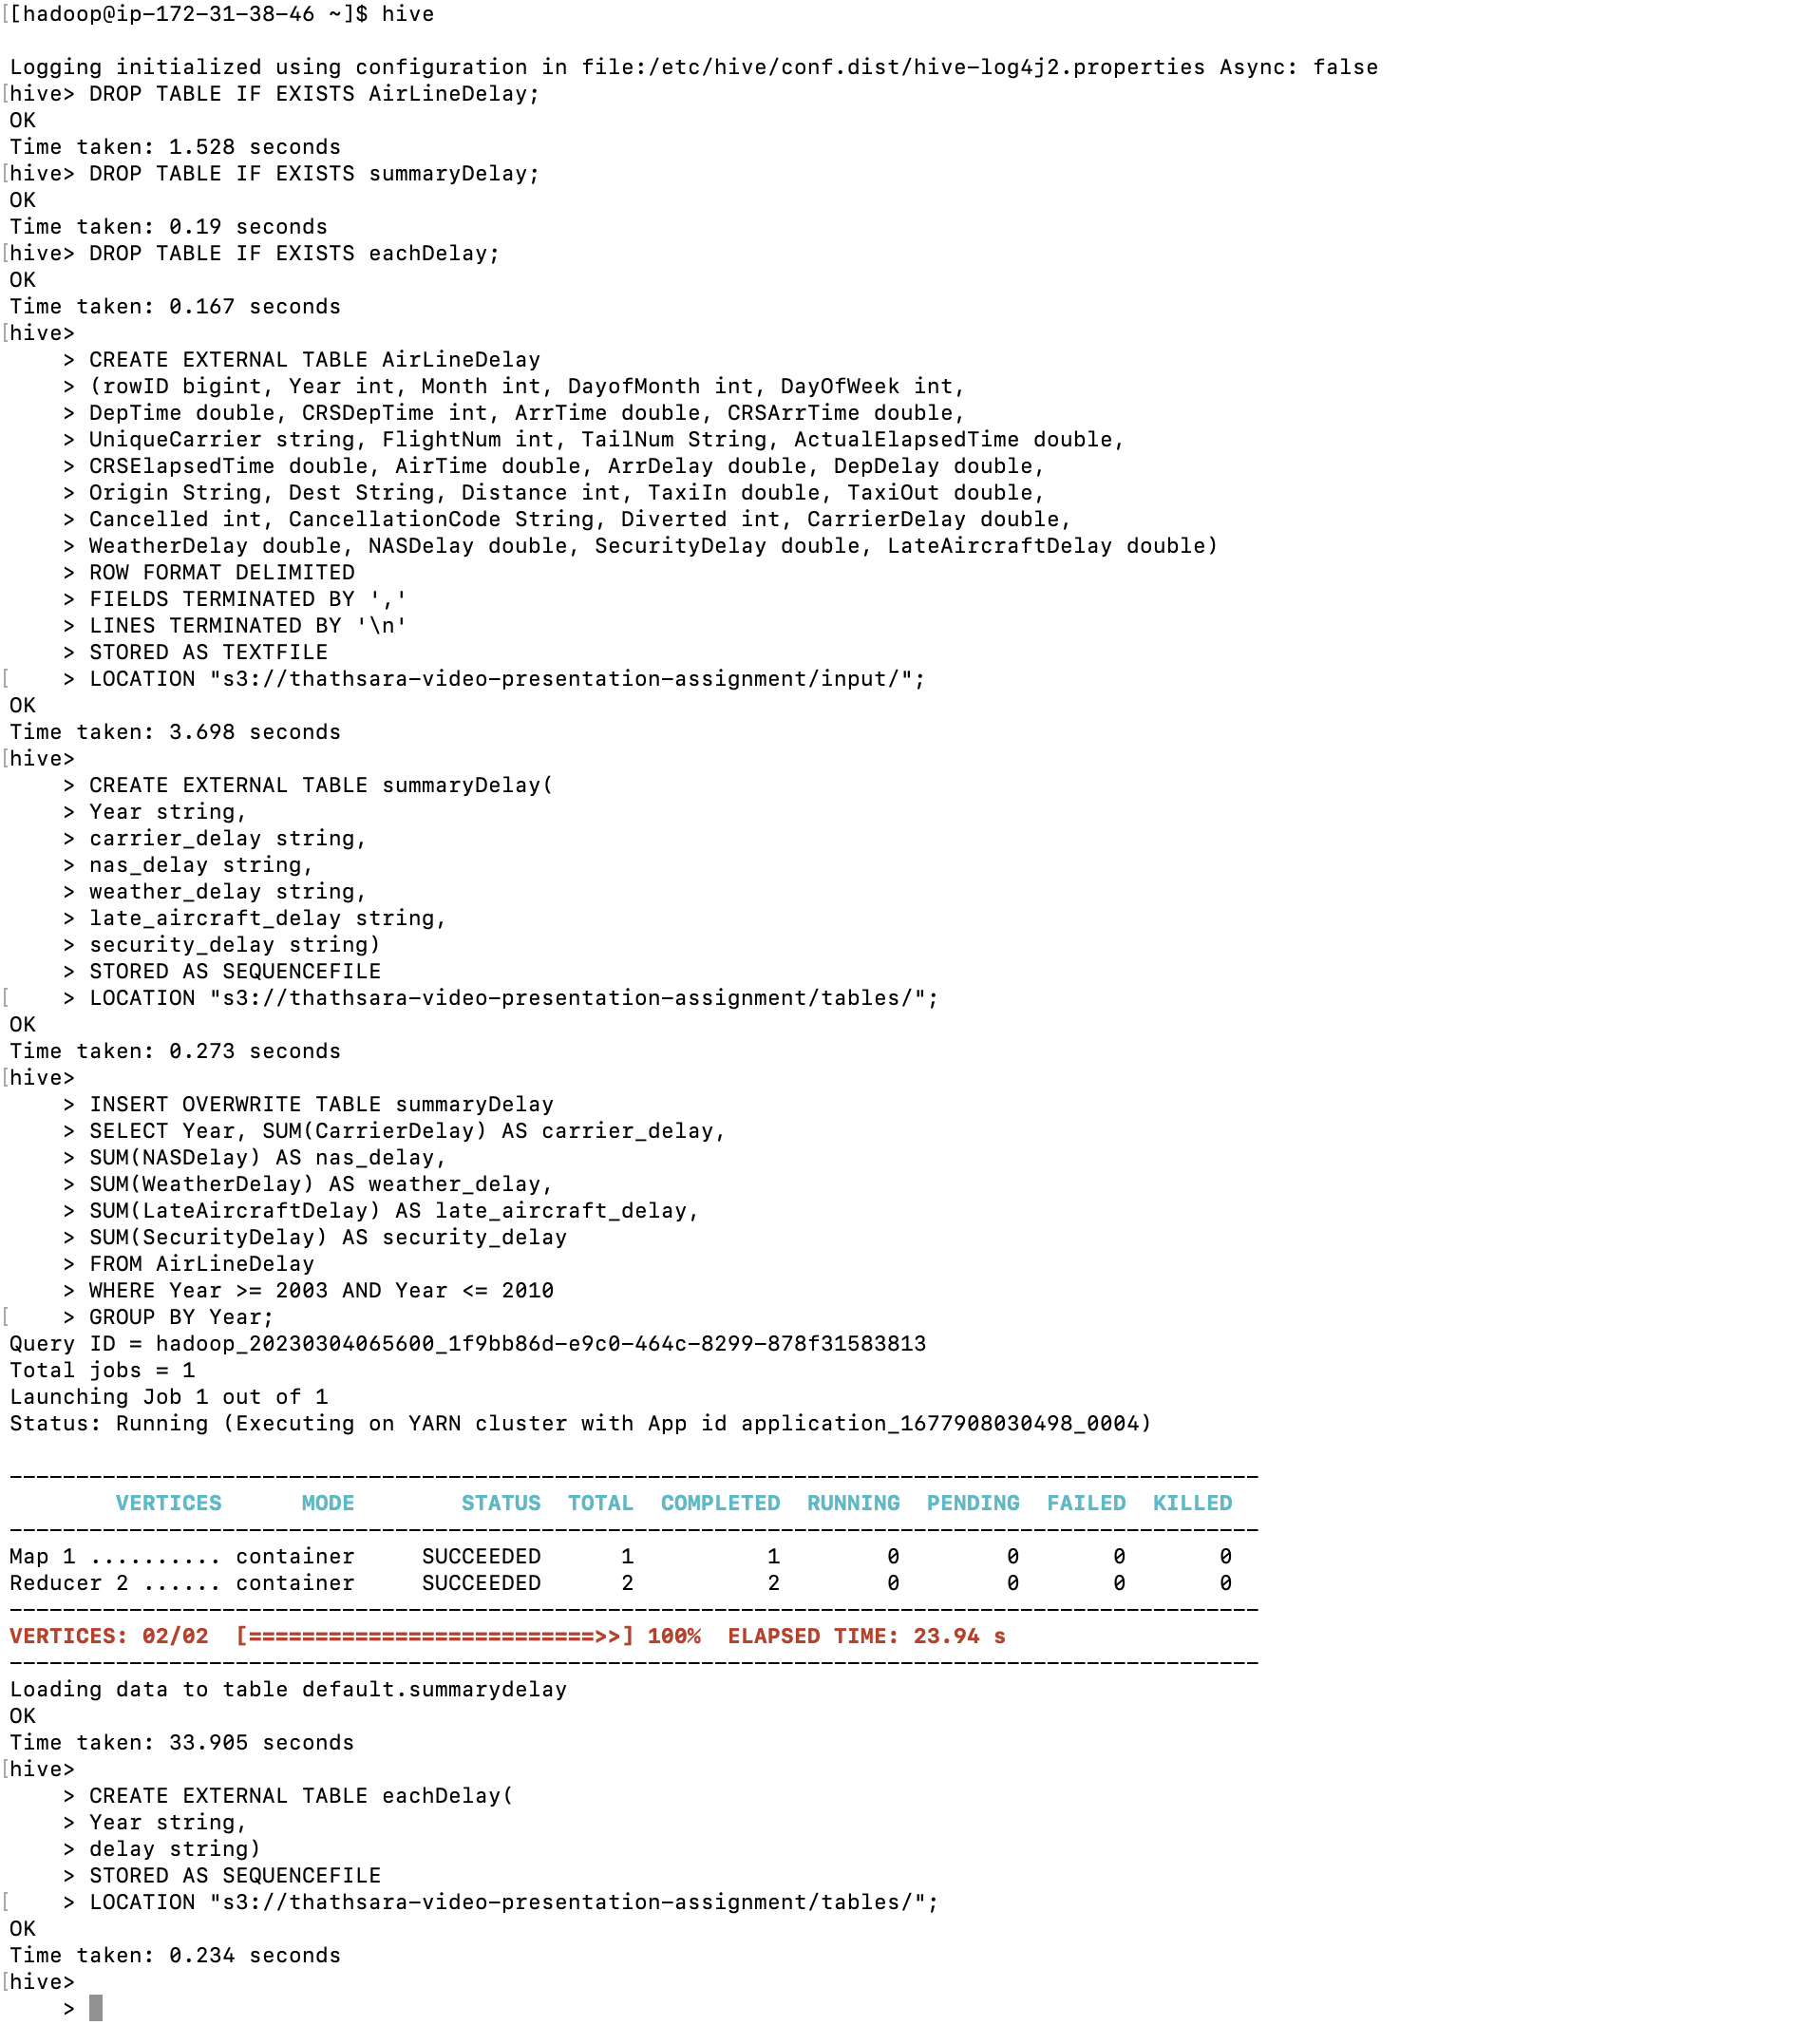 [[hadoop@ip-172-31-38-46 ~]$ hive
Logging initialized using configuration in file:/etc/hive/conf.dist/hive-log4j2.properties Async: false
[hive> DROP TABLE IF EXISTS AirLineDelay;
OK
Time taken: 1.528 seconds
[hive> DROP TABLE IF EXISTS summaryDelay;
OK
Time taken: 0.19 seconds
[hive> DROP TABLE IF EXISTS eachDelay;
OK
Time taken: 0.167 seconds
[hive>
> CREATE EXTERNAL TABLE AirLineDelay
> (rowID bigint, Year int, Month int, DayofMonth int, DayOfWeek int,
> DepTime double, CRSDepTime int, ArrTime double, CRSArrTime double,
> UniqueCarrier string, FlightNum int, TailNum String, ActualElapsedTime double,
> CRSElapsedTime double, AirTime double, ArrDelay double, DepDelay double,
> Origin String, Dest String, Distance int, TaxiIn double, TaxiOut double,
> Cancelled int, CancellationCode String, Diverted int, CarrierDelay double,
> WeatherDelay double, NASDelay double, SecurityDelay double, LateAircraftDelay double)
> ROW FORMAT DELIMITED
> FIELDS TERMINATED BY ','
> LINES TERMINATED BY '\n'
> STORED AS TEXTFILE
[ > LOCATION "s3://thathsara-video-presentation-assignment/input/";
OK
Time taken: 3.698 seconds
[hive>
> CREATE EXTERNAL TABLE summaryDelay(
> Year string,
> carrier_delay string,
> nas_delay string,
> weather_delay string,
> late_aircraft_delay string,
> security_delay string)
> STORED AS SEQUENCEFILE
[ > LOCATION "s3://thathsara-video-presentation-assignment/tables/";
OK
Time taken: 0.273 seconds
[hive>
> INSERT OVERWRITE TABLE summaryDelay
> SELECT Year, SUM(CarrierDelay) AS carrier_delay,
> SUM(NASDelay) AS nas_delay,
> SUM(WeatherDelay) AS weather_delay,
> SUM(LateAircraftDelay) AS late_aircraft_delay,
> SUM(SecurityDelay) AS security_delay
> FROM AirLineDelay
> WHERE Year >= 2003 AND Year <= 2010
[ > GROUP BY Year;
Query ID = hadoop_20230304065600_1f9bb86d-e9c0-464c-8299-878f31583813
Total jobs = 1
Launching Job 1 out of 1
Status: Running (Executing on YARN cluster with App id application_1677908030498_0004)
----------------------------------------------------------------------------------------------
VERTICES MODE STATUS TOTAL COMPLETED RUNNING PENDING FAILED KILLED
----------------------------------------------------------------------------------------------
Map 1 .......... container SUCCEEDED 1 1 0 0 0 0
Reducer 2 ...... container SUCCEEDED 2 2 0 0 0 0
----------------------------------------------------------------------------------------------
VERTICES: 02/02 [==========================>>] 100% ELAPSED TIME: 23.94 s
----------------------------------------------------------------------------------------------
Loading data to table default.summarydelay
OK
Time taken: 33.905 seconds
[hive>
> CREATE EXTERNAL TABLE eachDelay(
> Year string,
> delay string)
> STORED AS SEQUENCEFILE
[ > LOCATION "s3://thathsara-video-presentation-assignment/tables/";
OK
Time taken: 0.234 seconds
[hive>
>